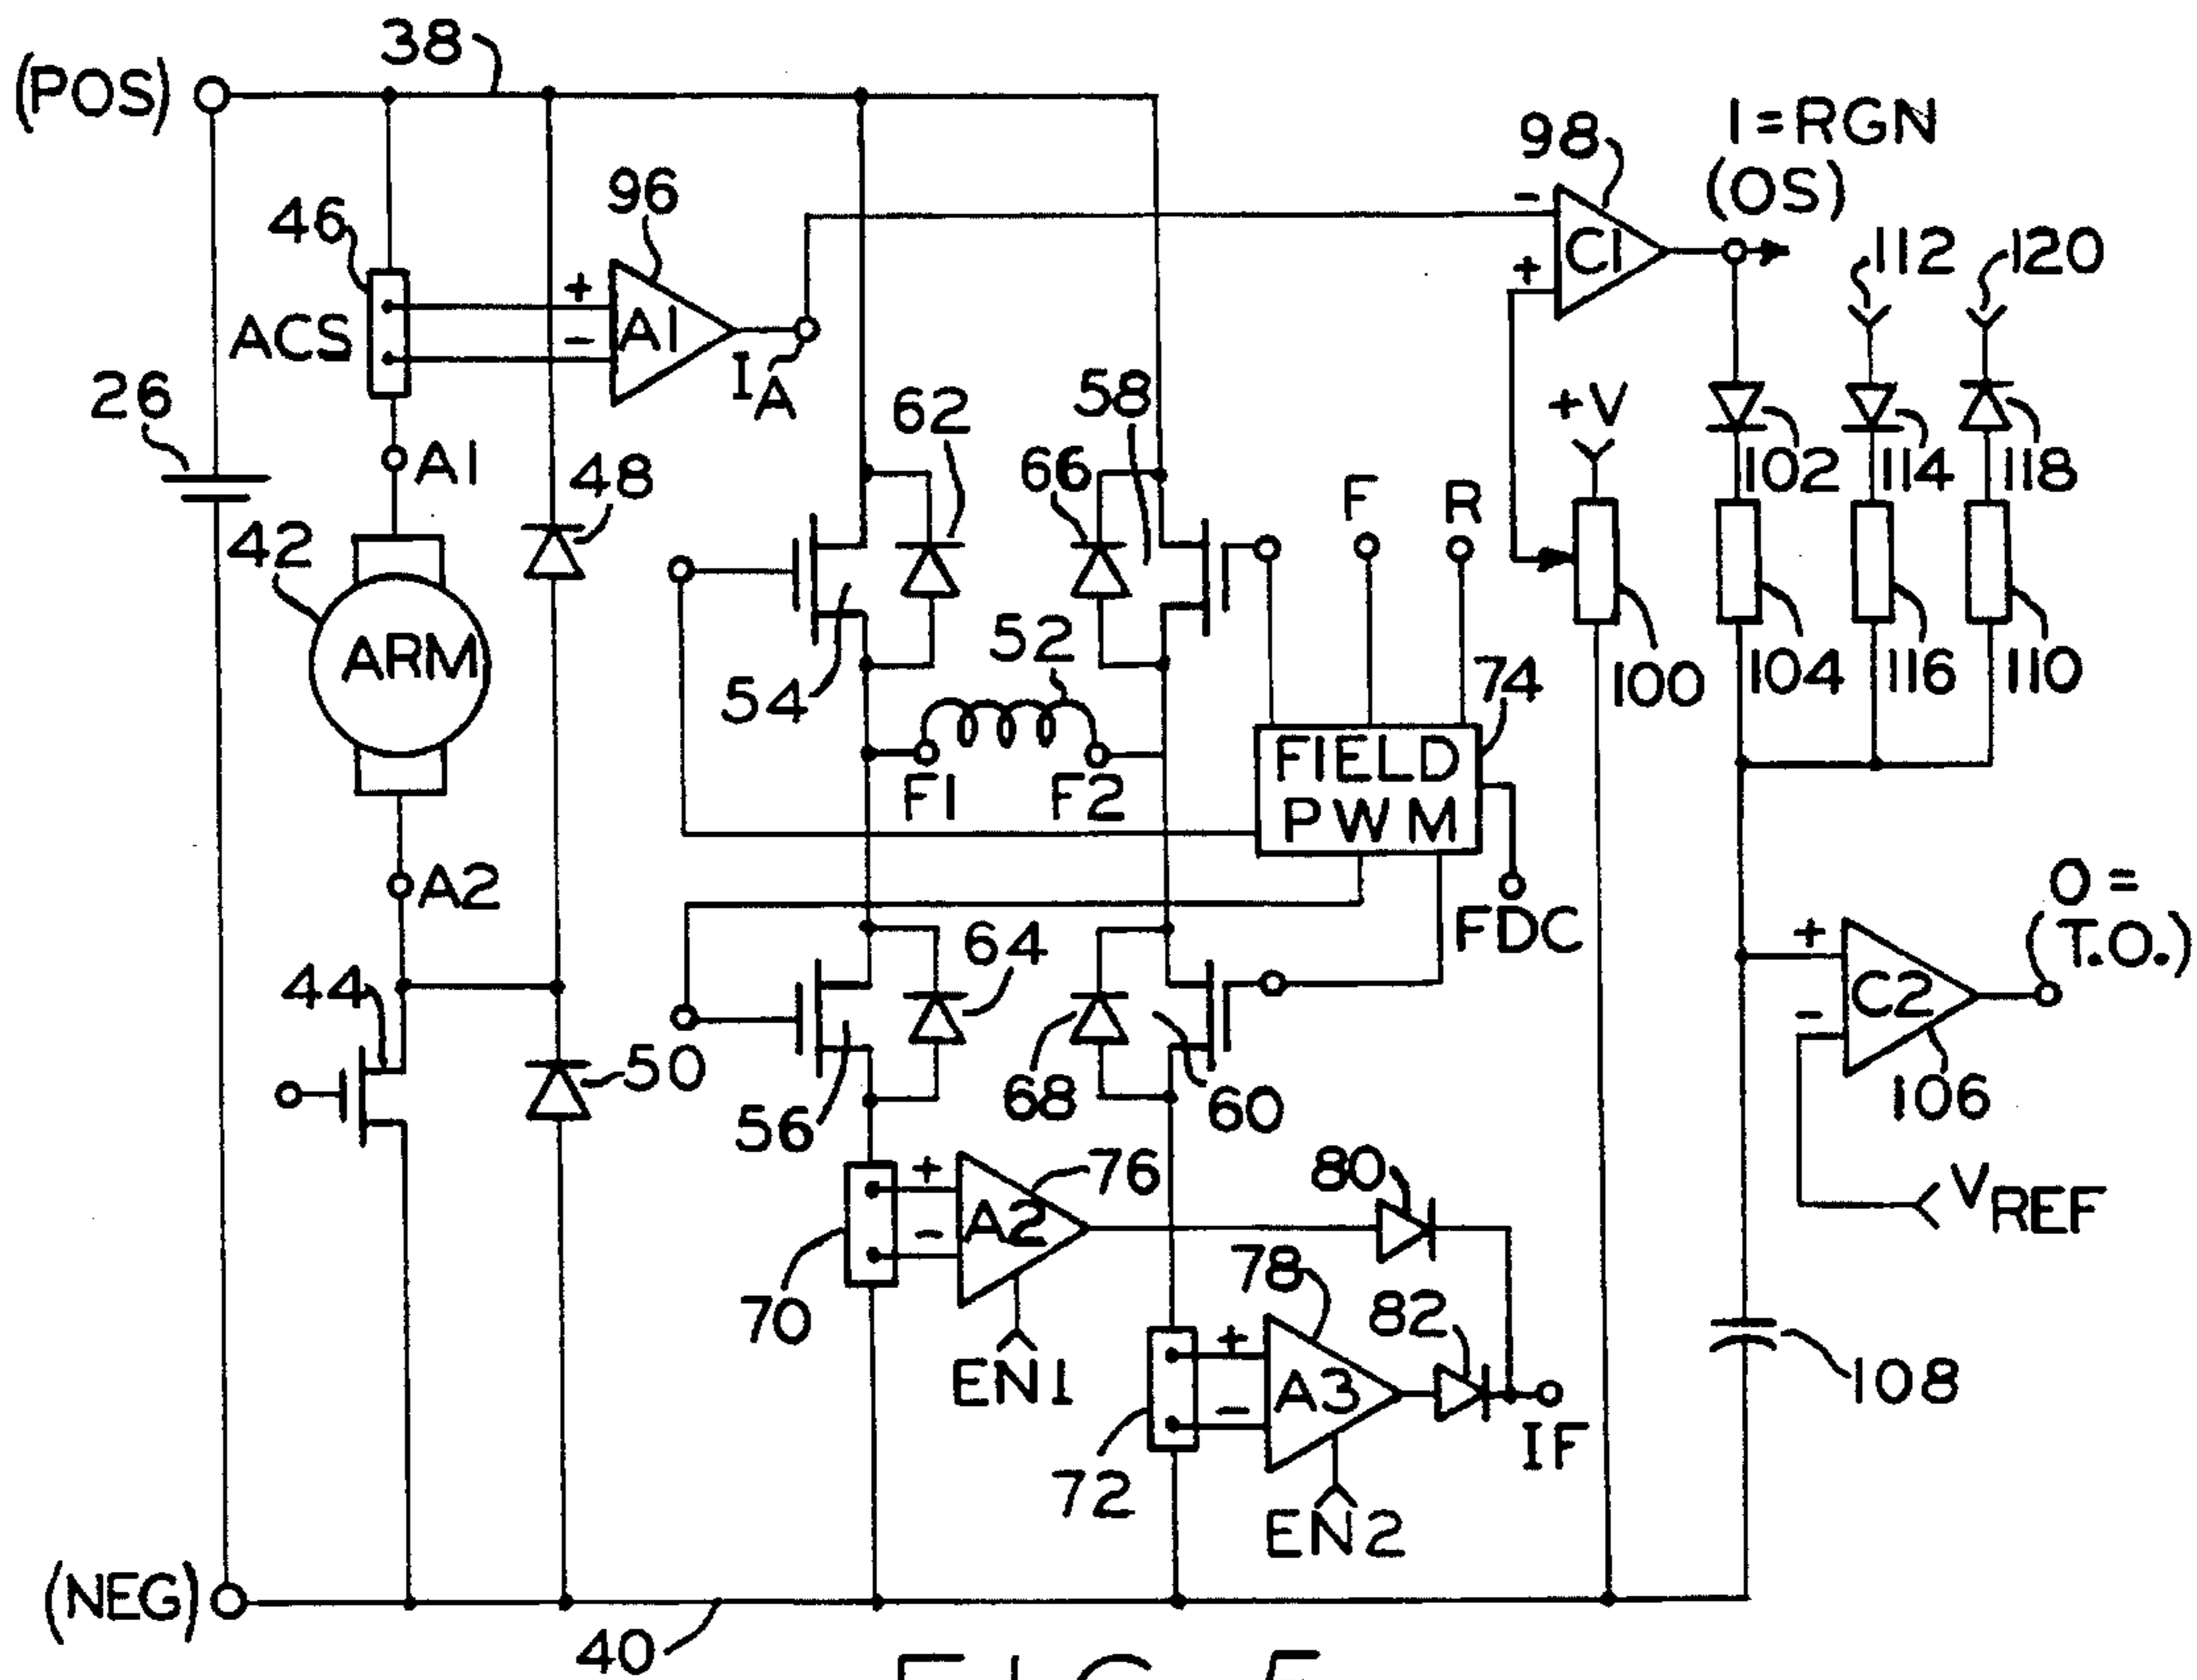 38
(POS)
98
1 = RGN
(OS)
96
46
-
C1
112
120
+
+
ACS
A1
-
IA
26
62
58
+V
A1
48
66
102
114
118
42
F
R
ARM
52
54
74
100
104
116
110
FIELD
PWM
F1
F2
A2
0 =
(T.O.)
FDC
64
+
44
C2
-
50
68
60
106
56
+
76
80
VREF
A2
-
78
82
70
+
EN1
A3
108
-
IF
72
EN2
(NEG)
40